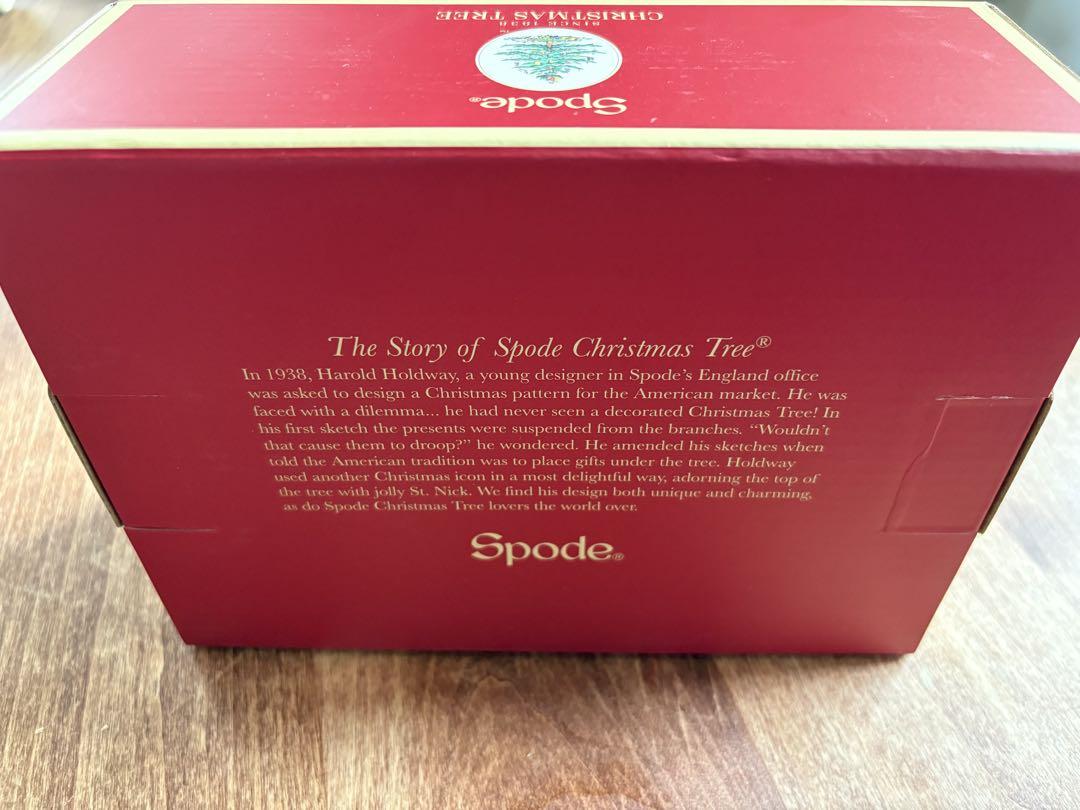 CHRISTMAS TREE
SINCE 1938
Spode®
The Story of Spode Christmas Tree®
In 1938, Harold Holdway, a young designer in Spode's England office
was asked to design a Christmas pattern for the American market. He was
faced with a dilemma... he had never seen a decorated Christmas Tree! In
his first sketch the presents were suspended from the branches. “Wouldn't
that cause them to droop?” he wondered. He amended his sketches when
told the American tradition was to place gifts under the tree. Holdway
used another Christmas icon in a most delightful way, adorning the top of
the tree with jolly St. Nick. We find his design both unique and charming,
as do Spode Christmas Tree lovers the world over.
Spode®